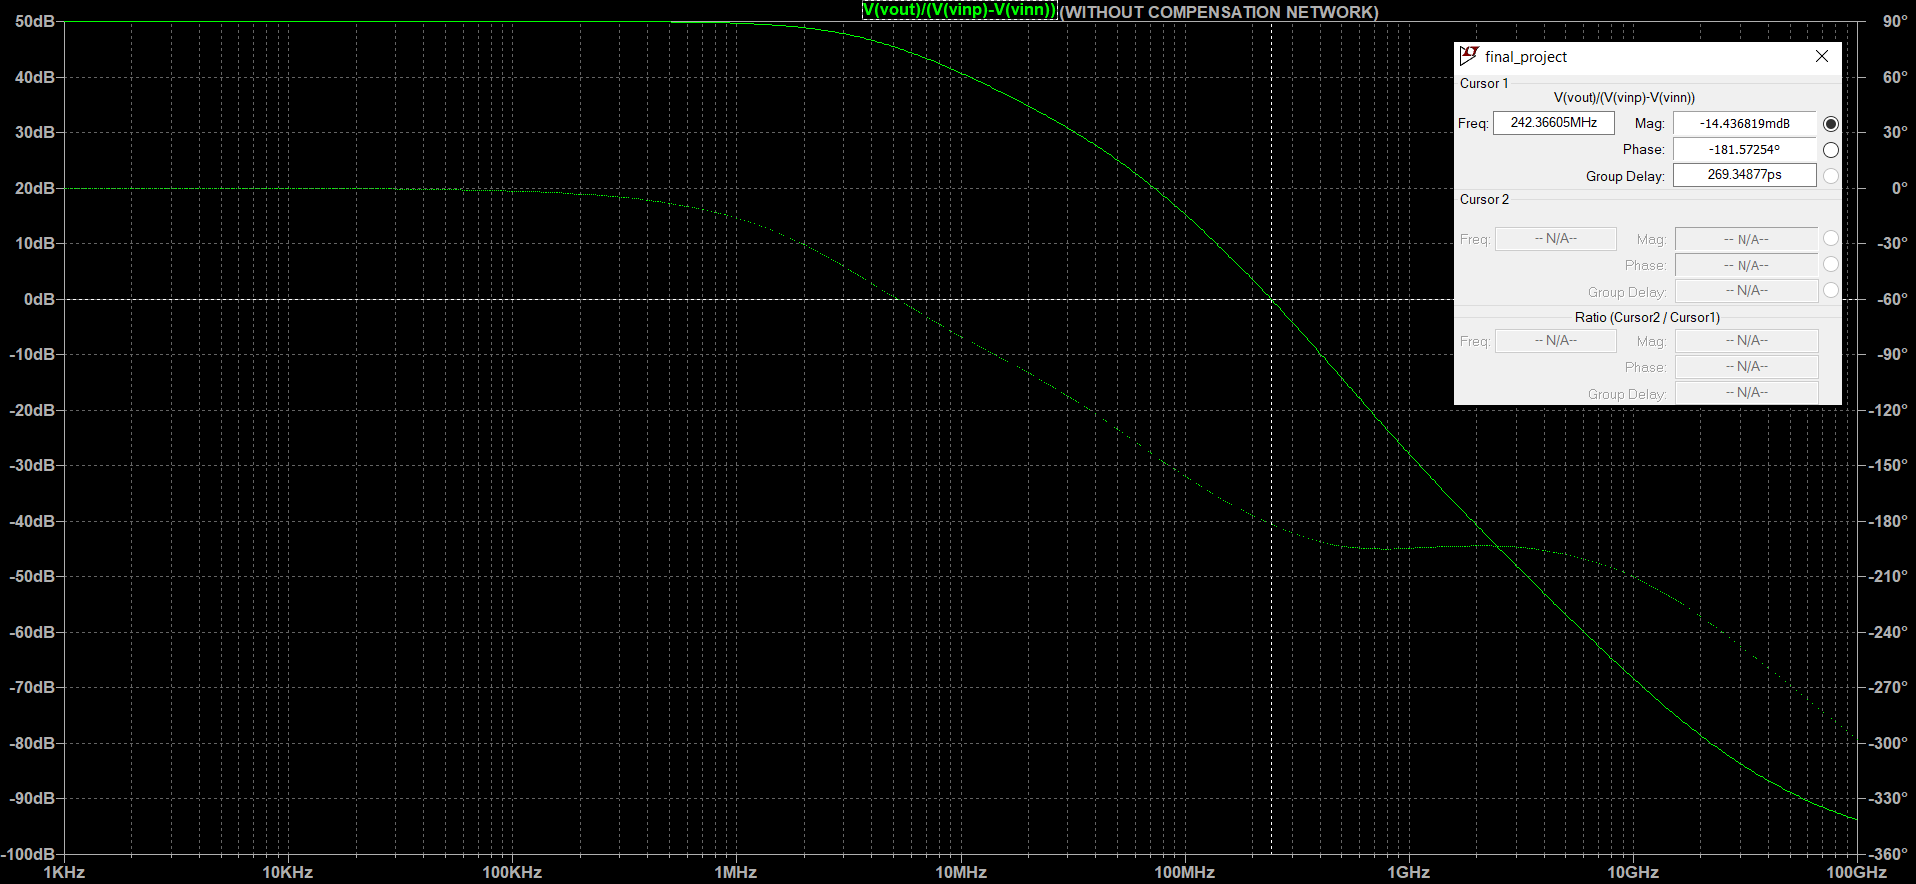 V(vout)/(V(vinp)-V(vinn)) (WITHOUT COMPENSATION NETWORK)
50dB
40dB
30dB
20dB
10dB
0dB
-10dB
-20dB
-30dB
-40dB
-50dB
-60dB
-70dB
-80dB
-90dB
-100dB
90°
60°
30°
0°
-30°
-60°
-90°
-120°
-150°
-180°
-210°
-240°
-270°
-300°
-330°
-360°
1KHz 10KHz 100KHz 1MHz 10MHz 100MHz 1GHz 10GHz 100GHz
final_project
Cursor 1
V(vout)/(V(vinp)-V(vinn))
Freq: 242.36605MHz Mag: -14.436819mdB
Phase: -181.57254°
Group Delay: 269.34877ps
Cursor 2
Freq: -- N/A-- Mag: -- N/A--
Phase: -- N/A--
Group Delay: -- N/A--
Ratio (Cursor2 / Cursor1)
Freq: -- N/A-- Mag: -- N/A--
Phase: -- N/A--
Group Delay: -- N/A--